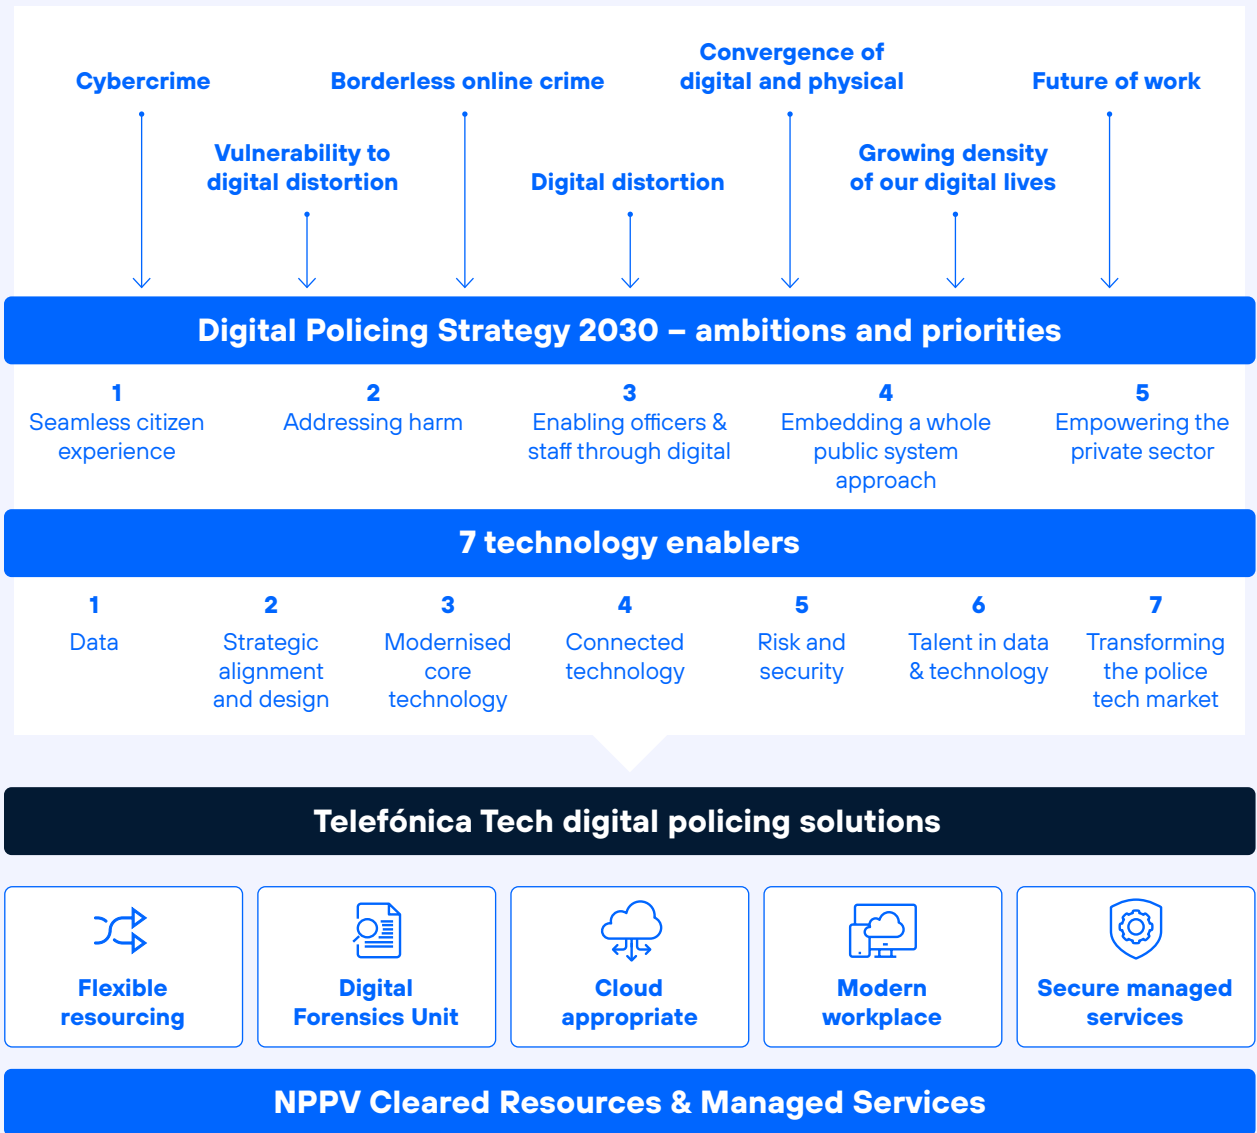 Cybercrime
Borderless online crime
Convergence of
digital and physical
Future of work
Vulnerability to
digital distortion
Digital distortion
Growing density
of our digital lives
Digital Policing Strategy 2030 – ambitions and priorities
1
Seamless citizen
experience
2
Addressing harm
3
Enabling officers &
staff through digital
4
Embedding a whole
public system
approach
5
Empowering the
private sector
7 technology enablers
1
Data
2
Strategic
alignment
and design
3
Modernised
core
technology
4
Connected
technology
5
Risk and
security
6
Talent in data
& technology
7
Transforming
the police
tech market
Telefónica Tech digital policing solutions
Flexible
resourcing
Digital
Forensics Unit
Cloud
appropriate
Modern
workplace
Secure managed
services
NPPV Cleared Resources & Managed Services